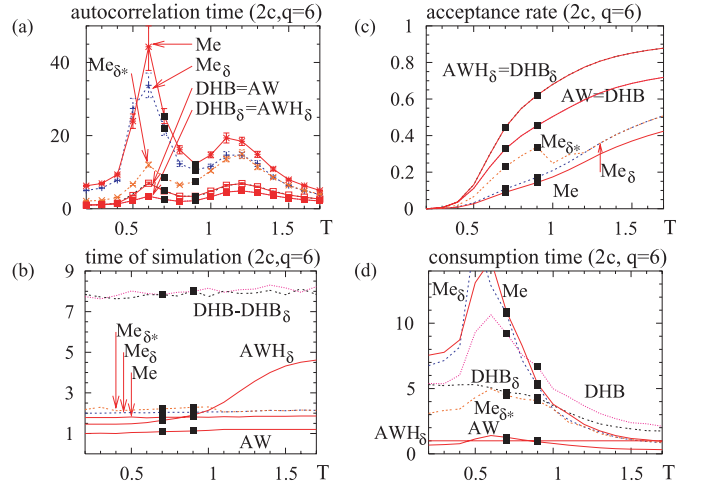 (a) autocorrelation time (2c,q=6)
40
20
0
0.5 1 1.5 T
Me
Meδ* Meδ
DHB=AW
DHBδ=AWHδ
(c) acceptance rate (2c, q=6)
1
0.8
0.6
0.4
0.2
0
0.5 1 1.5 T
AWHδ=DHBδ
AW=DHB
Meδ*
Meδ
Me
(b) time of simulation (2c,q=6)
9
7
5
3
1
0.5 1 1.5 T
DHB-DHBδ
Meδ*
Meδ
Me
AWHδ
AW
(d) consumption time (2c, q=6)
10
5
0
0.5 1 1.5 T
Meδ Me
DHBδ DHB
Meδ*
AW
AWHδ